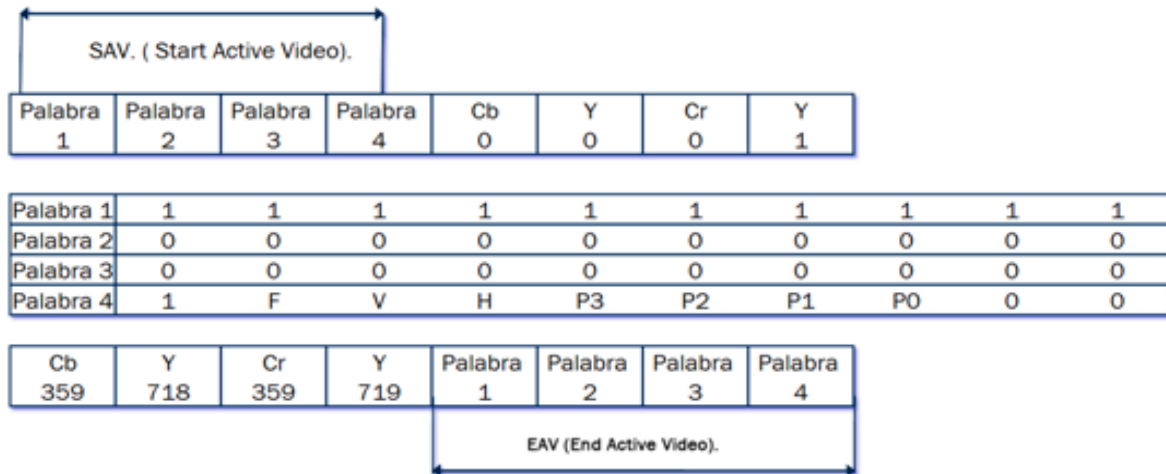 SAV. ( Start Active Video).
Palabra Palabra Palabra Palabra Cb Y Cr Y
1 2 3 4 0 0 0 1
Palabra 1 1 1 1 1 1 1 1 1 1 1
Palabra 2 0 0 0 0 0 0 0 0 0 0
Palabra 3 0 0 0 0 0 0 0 0 0 0
Palabra 4 1 F V H P3 P2 P1 P0 0 0
Cb Y Cr Y Palabra Palabra Palabra Palabra
359 718 359 719 1 2 3 4
EAV (End Active Video).